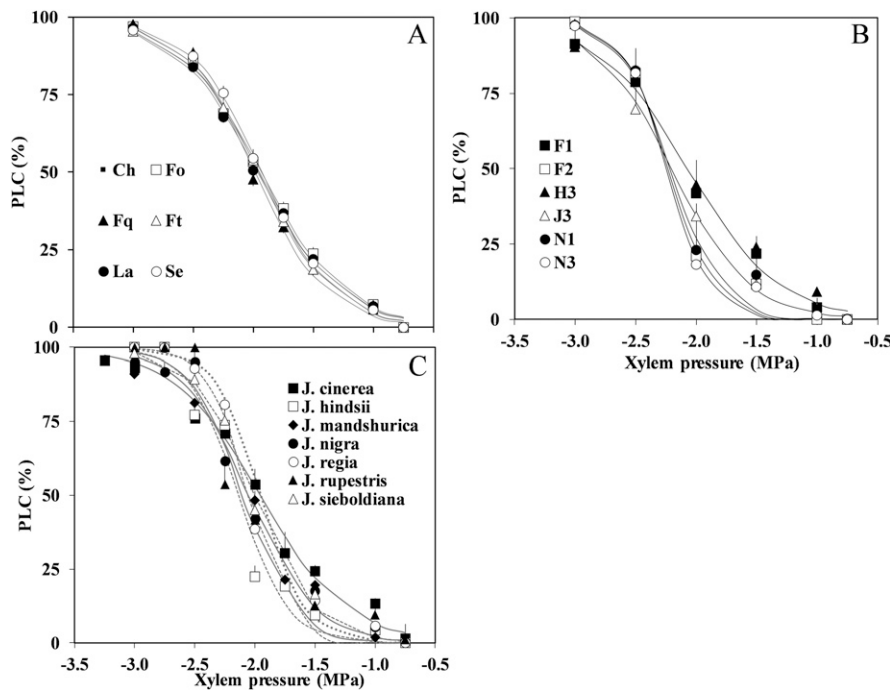 A
PLC (%)
100
75
50
25
0
Ch Fo
Fq Ft
La Se
B
PLC (%)
100
75
50
25
0
F1
F2
H3
J3
N1
N3
-3.5 -3.0 -2.5 -2.0 -1.5 -1.0 -0.5
Xylem pressure (MPa)
C
PLC (%)
100
75
50
25
0
J. cinerea
J. hindsii
J. mandshurica
J. nigra
J. regia
J. rupestris
J. sieboldiana
-3.5 -3.0 -2.5 -2.0 -1.5 -1.0 -0.5
Xylem pressure (MPa)